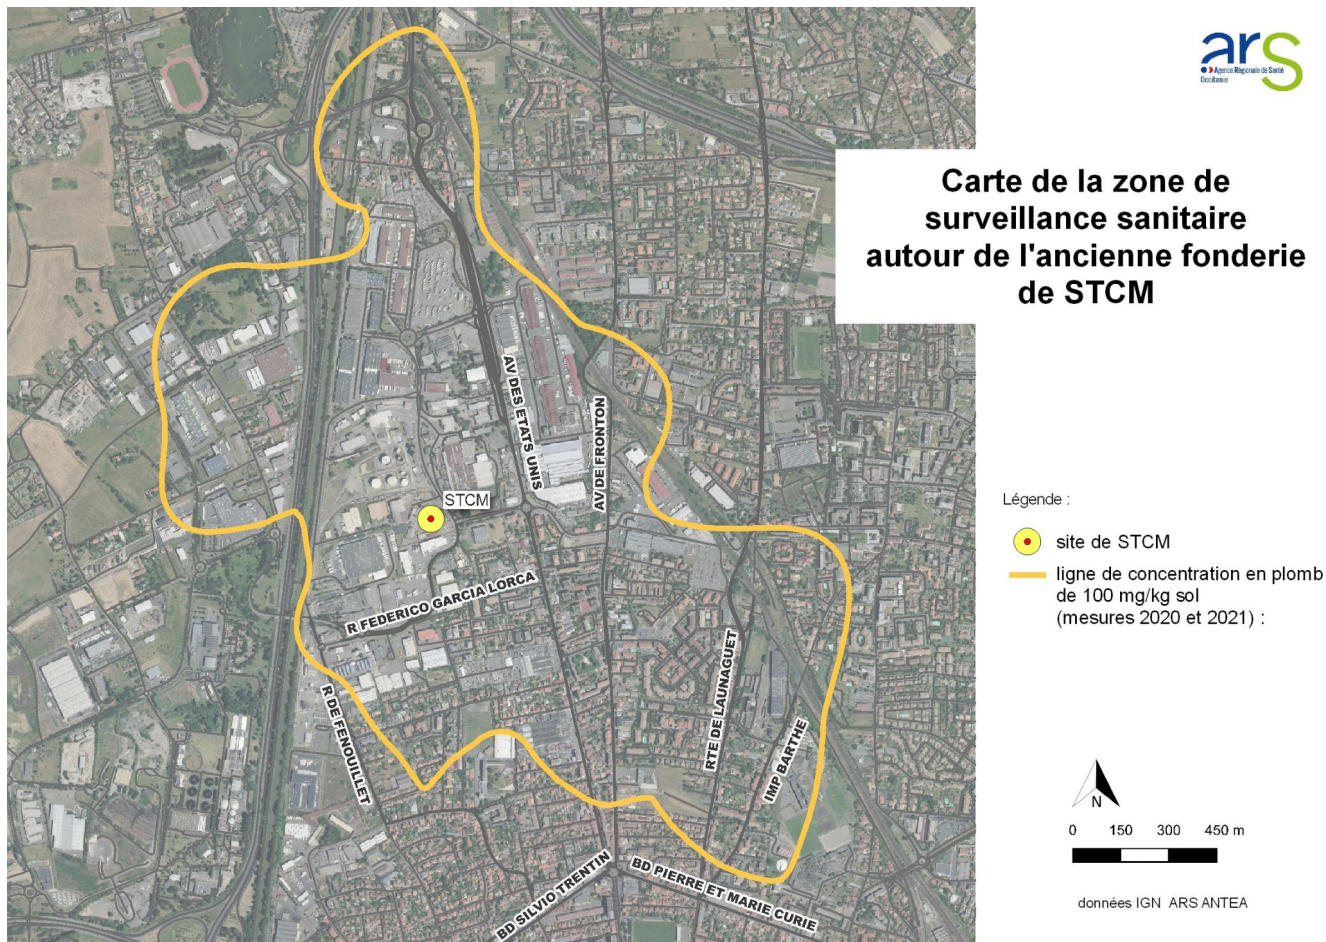 arS
Agence Régionale de Santé
Occitanie
Carte de la zone de
surveillance sanitaire
autour de l'ancienne fonderie
de STCM
AV DES ETATS UNIS
AV DE FRONTON
STCM
R FEDERICO GARCIA LORCA
R DE FENOUILLET
RTE DE LAUNAGUET
IMP BARTHE
BD SILVIO TRENTIN
BD PIERRE ET MARIE CURIE
Légende :
site de STCM
ligne de concentration en plomb
de 100 mg/kg sol
(mesures 2020 et 2021) :
N
0 150 300 450 m
données IGN ARS ANTEA